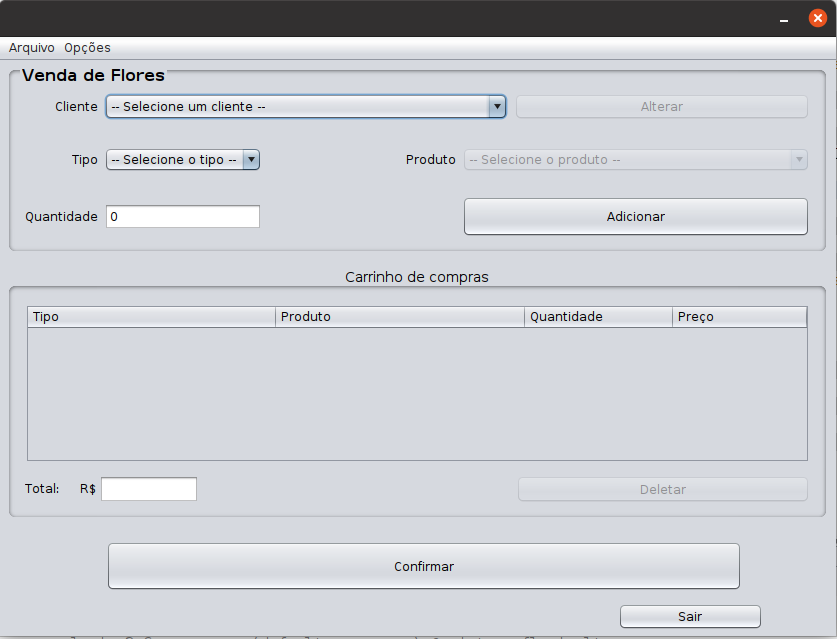 Arquivo Opções
Venda de Flores
Cliente -- Selecione um cliente -- Alterar
Tipo -- Selecione o tipo -- Produto -- Selecione o produto --
Quantidade 0 Adicionar
Carrinho de compras
Tipo Produto Quantidade Preço
Total: R$ Deletar
Confirmar
Sair